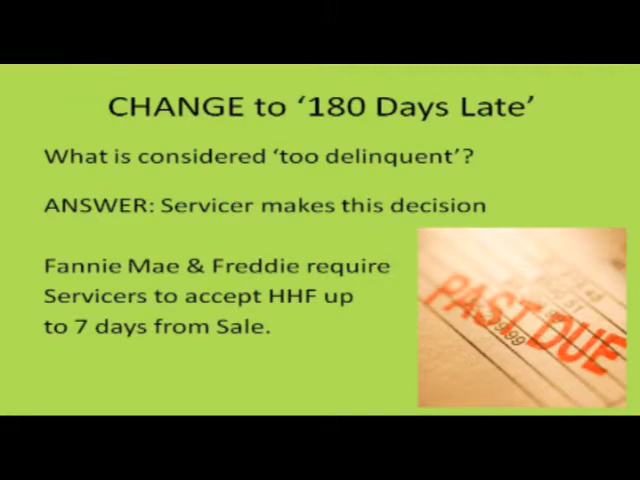 CHANGE to ‘180 Days Late’
What is considered ‘too delinquent’?
ANSWER: Servicer makes this decision
Fannie Mae & Freddie require
Servicers to accept HHF up
to 7 days from Sale.
PAST DUE